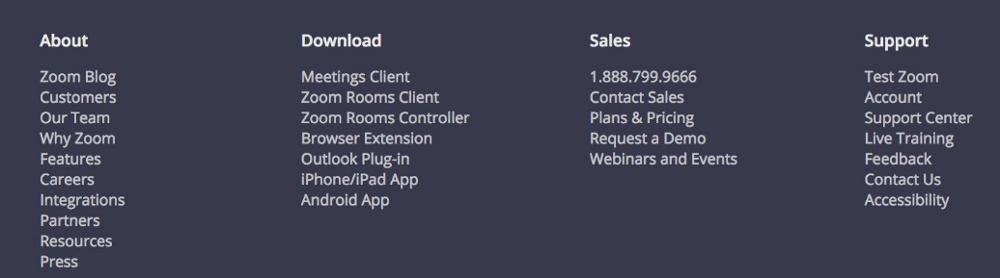 About
Zoom Blog
Customers
Our Team
Why Zoom
Features
Careers
Integrations
Partners
Resources
Press
Download
Meetings Client
Zoom Rooms Client
Zoom Rooms Controller
Browser Extension
Outlook Plug-in
iPhone/iPad App
Android App
Sales
1.888.799.9666
Contact Sales
Plans & Pricing
Request a Demo
Webinars and Events
Support
Test Zoom
Account
Support Center
Live Training
Feedback
Contact Us
Accessibility